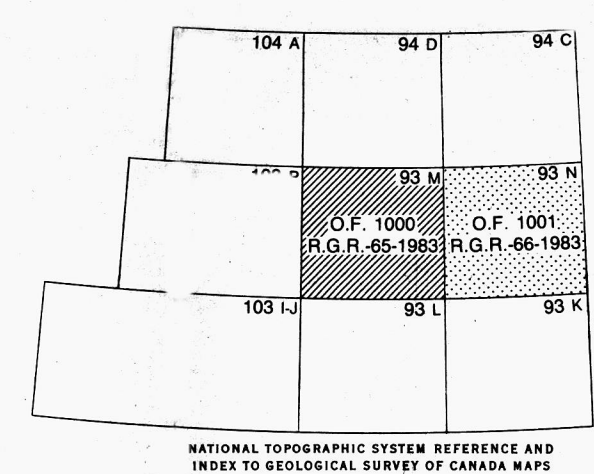 104 A
94 D
94 C
93 M
93 N
O.F. 1000
R.G.R.-65-1983
O.F. 1001
R.G.R.-66-1983
103 I-J
93 L
93 K
NATIONAL TOPOGRAPHIC SYSTEM REFERENCE AND
INDEX TO GEOLOGICAL SURVEY OF CANADA MAPS